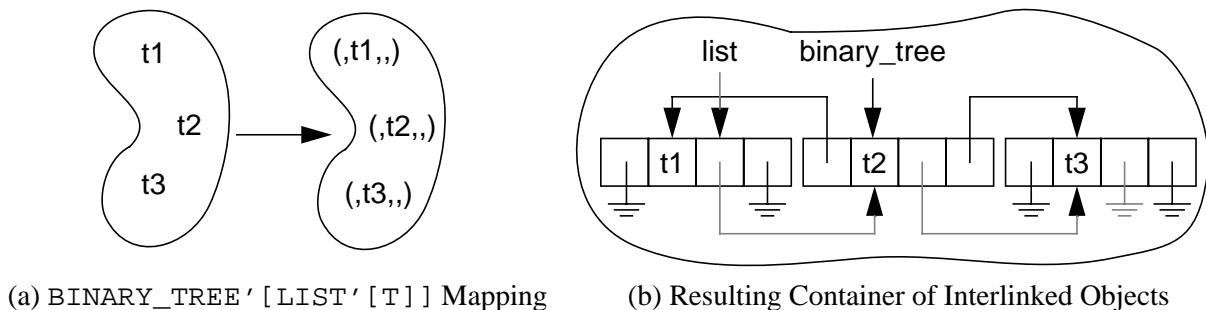 t1
t2
t3
(,t1,,)
(,t2,,)
(,t3,,)
list binary_tree
t1 t2 t3
(a) BINARY_TREE’[LIST’[T]] Mapping
(b) Resulting Container of Interlinked Objects